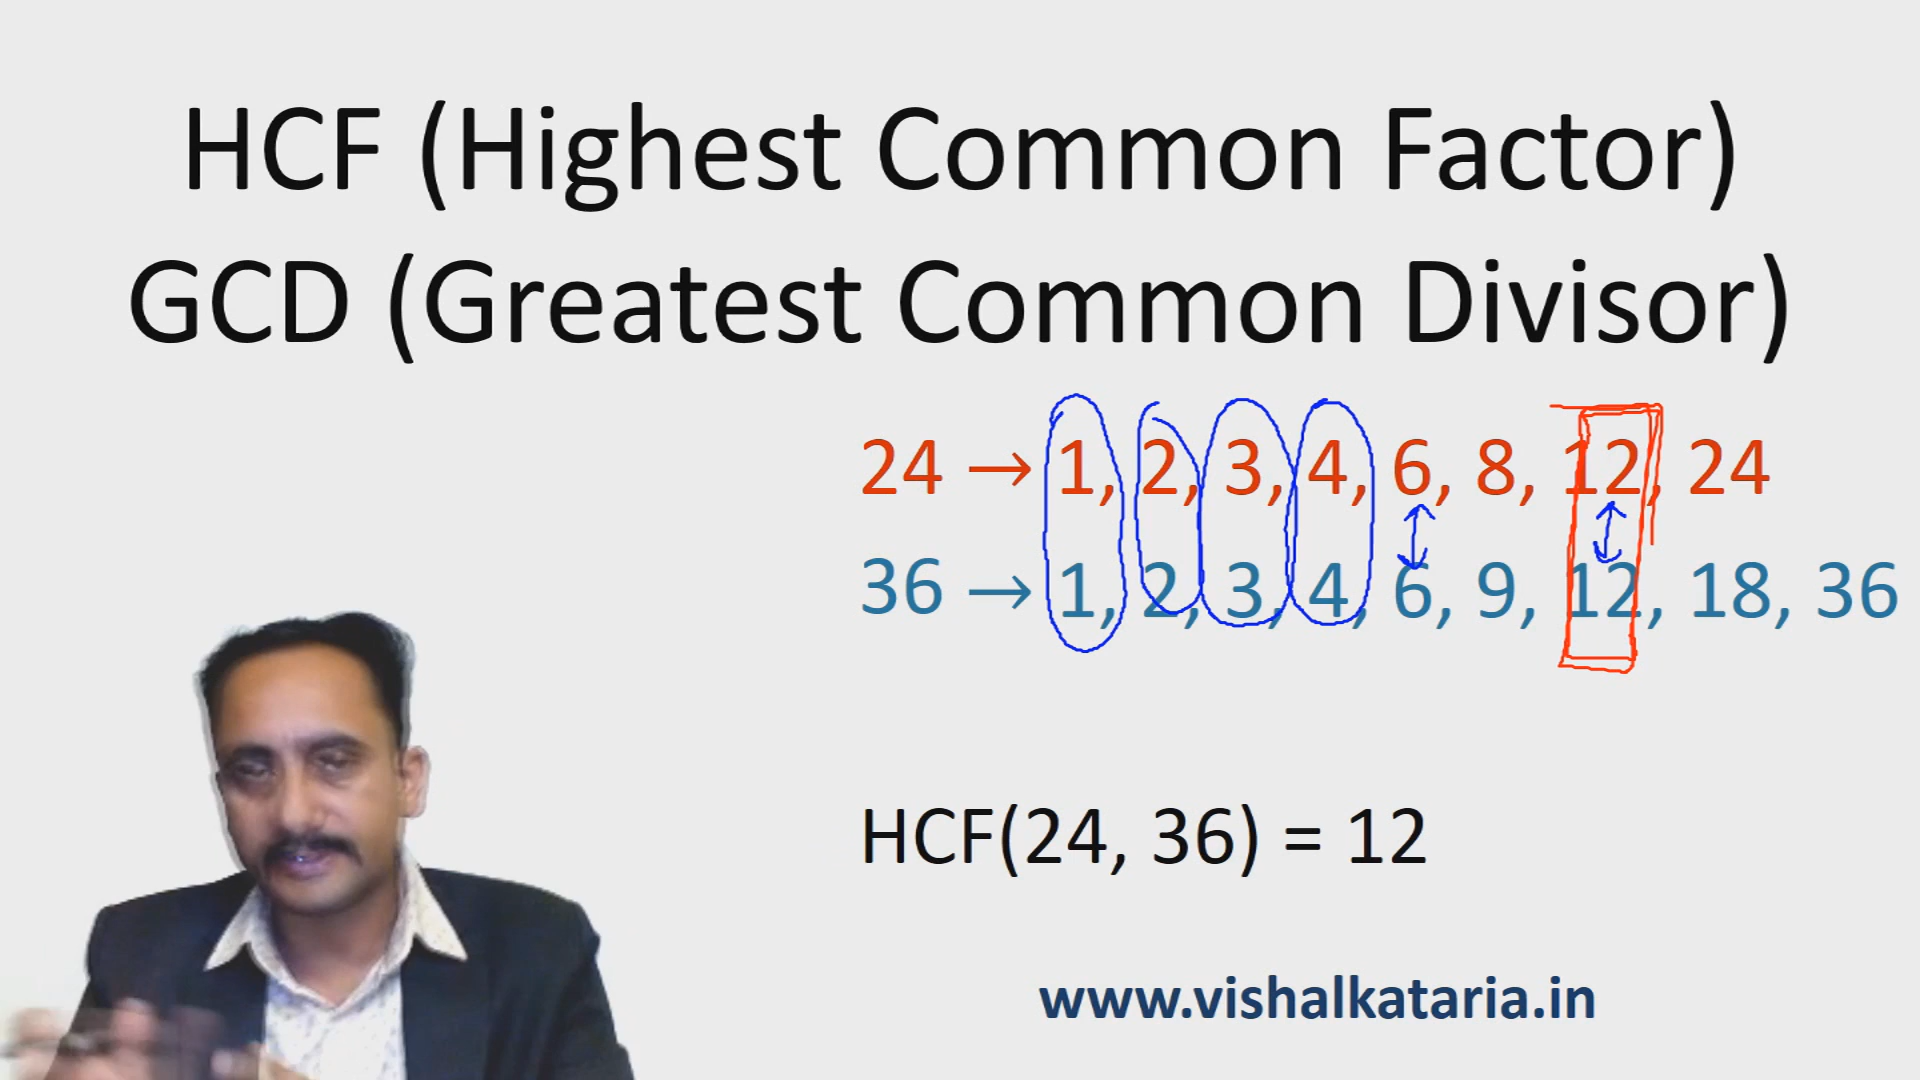 HCF (Highest Common Factor)
GCD (Greatest Common Divisor)
24 → 1, 2, 3, 4, 6, 8, 12, 24
36 → 1, 2, 3, 4, 6, 9, 12, 18, 36
HCF(24, 36) = 12
www.vishalkataria.in